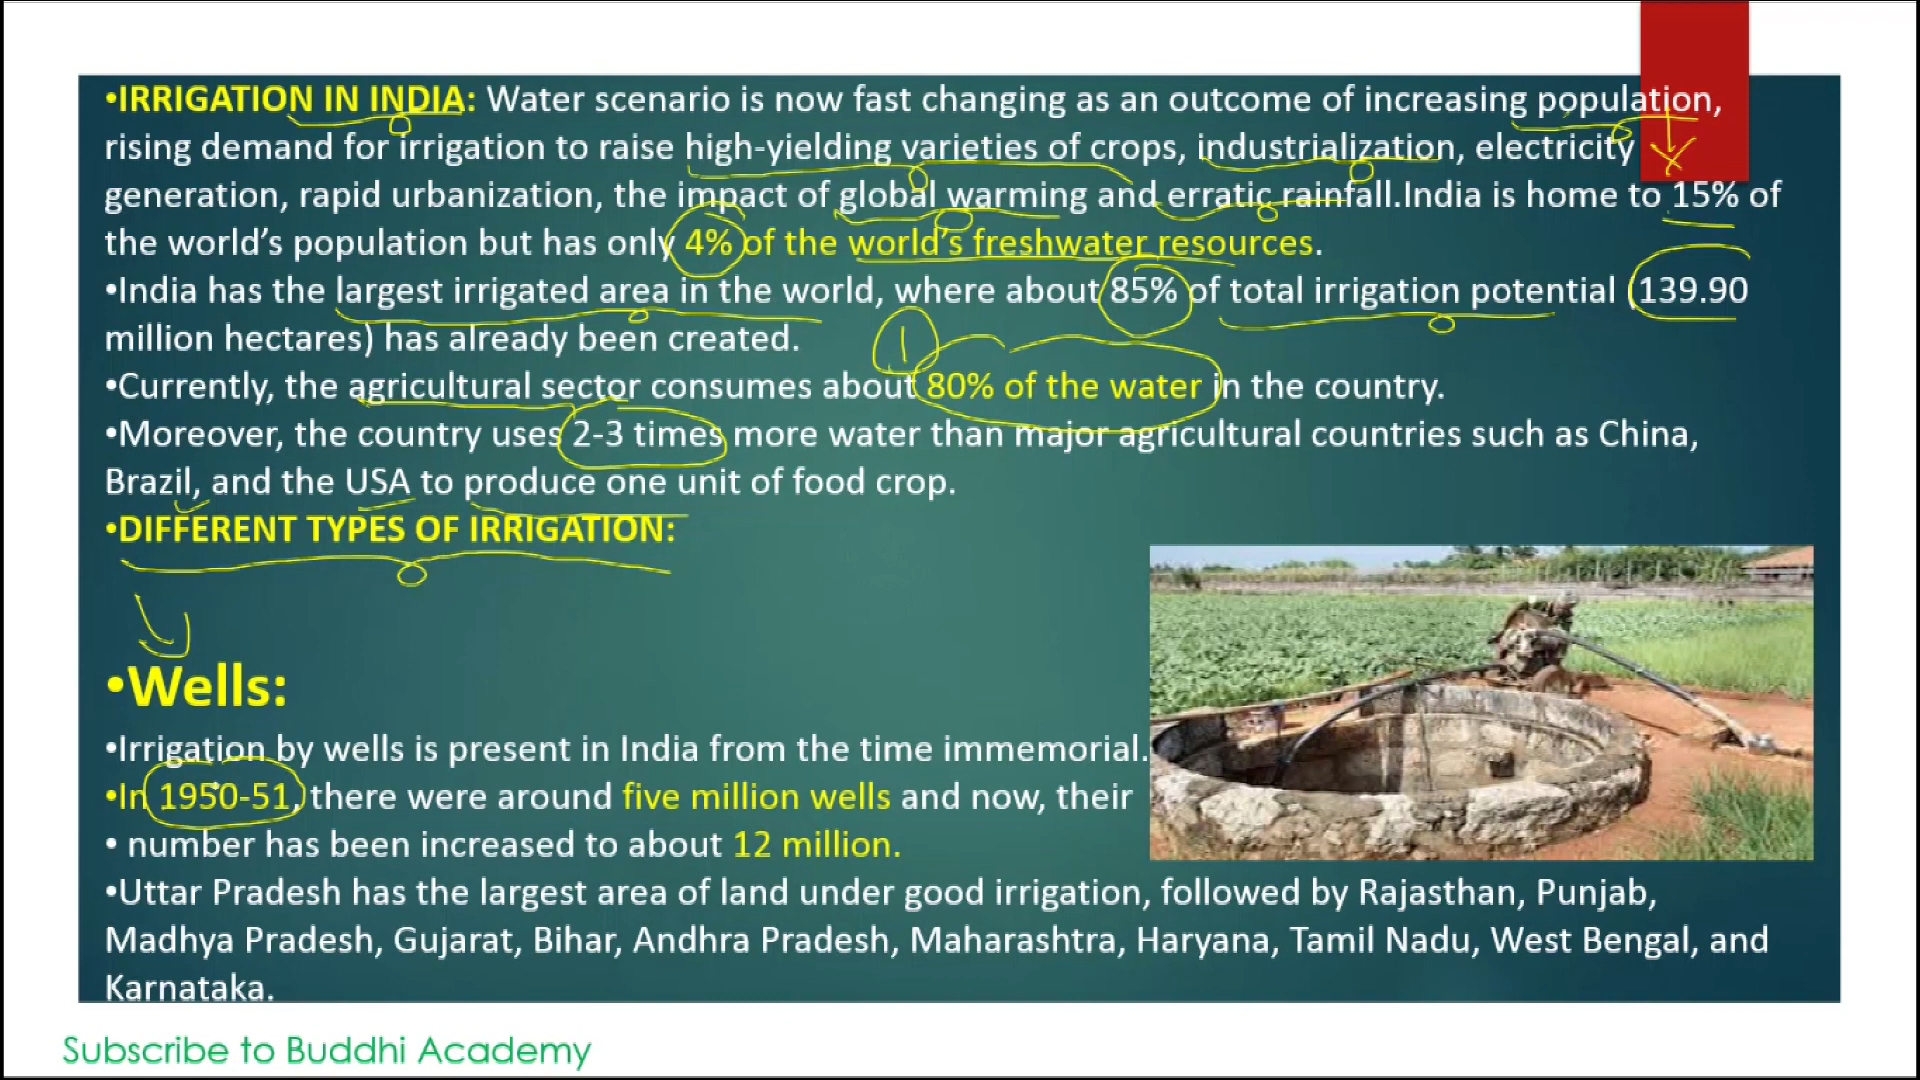 •IRRIGATION IN INDIA: Water scenario is now fast changing as an outcome of increasing population,
rising demand for irrigation to raise high-yielding varieties of crops, industrialization, electricity
generation, rapid urbanization, the impact of global warming and erratic rainfall.India is home to 15% of
the world's population but has only 4% of the world's freshwater resources.
•India has the largest irrigated area in the world, where about 85% of total irrigation potential (139.90
million hectares) has already been created.
1
•Currently, the agricultural sector consumes about 80% of the water in the country.
•Moreover, the country uses 2-3 times more water than major agricultural countries such as China,
Brazil, and the USA to produce one unit of food crop.
•DIFFERENT TYPES OF IRRIGATION:
•Wells:
•Irrigation by wells is present in India from the time immemorial.
•In 1950-51, there were around five million wells and now, their
• number has been increased to about 12 million.
•Uttar Pradesh has the largest area of land under good irrigation, followed by Rajasthan, Punjab,
Madhya Pradesh, Gujarat, Bihar, Andhra Pradesh, Maharashtra, Haryana, Tamil Nadu, West Bengal, and
Karnataka.
Subscribe to Buddhi Academy